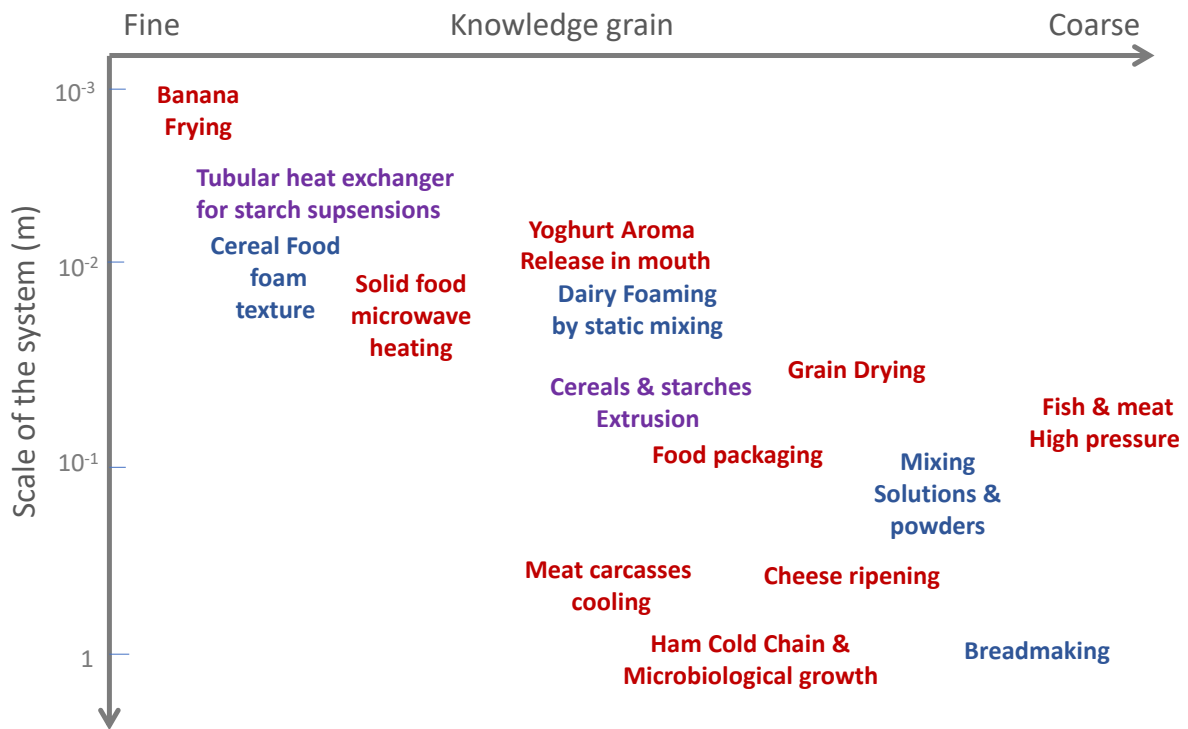 Fine Knowledge grain Coarse
Scale of the system (m)
10⁻³
Banana
Frying
Tubular heat exchanger
for starch supsensions
Cereal Food
foam
texture
10⁻²
Solid food
microwave
heating
Yoghurt Aroma
Release in mouth
Dairy Foaming
by static mixing
Grain Drying
Cereals & starches
Extrusion
Fish & meat
High pressure
Food packaging
10⁻¹
Mixing
Solutions &
powders
Meat carcasses
cooling
Cheese ripening
1
Ham Cold Chain &
Microbiological growth
Breadmaking